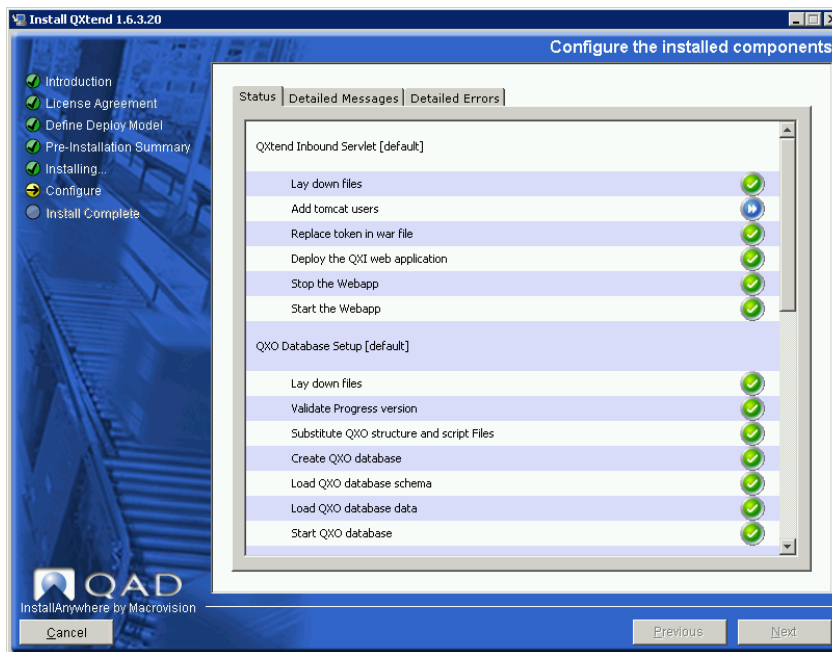 Install QXtend 1.6.3.20
Configure the installed components
Introduction
License Agreement
Define Deploy Model
Pre-Installation Summary
Installing...
Configure
Install Complete
Status
Detailed Messages
Detailed Errors
QXtend Inbound Servlet [default]
Lay down files
Add tomcat users
Replace token in war file
Deploy the QXI web application
Stop the Webapp
Start the Webapp
QXO Database Setup [default]
Lay down files
Validate Progress version
Substitute QXO structure and script Files
Create QXO database
Load QXO database schema
Load QXO database data
Start QXO database
QAD
InstallAnywhere by Macrovision
Cancel
Previous
Next